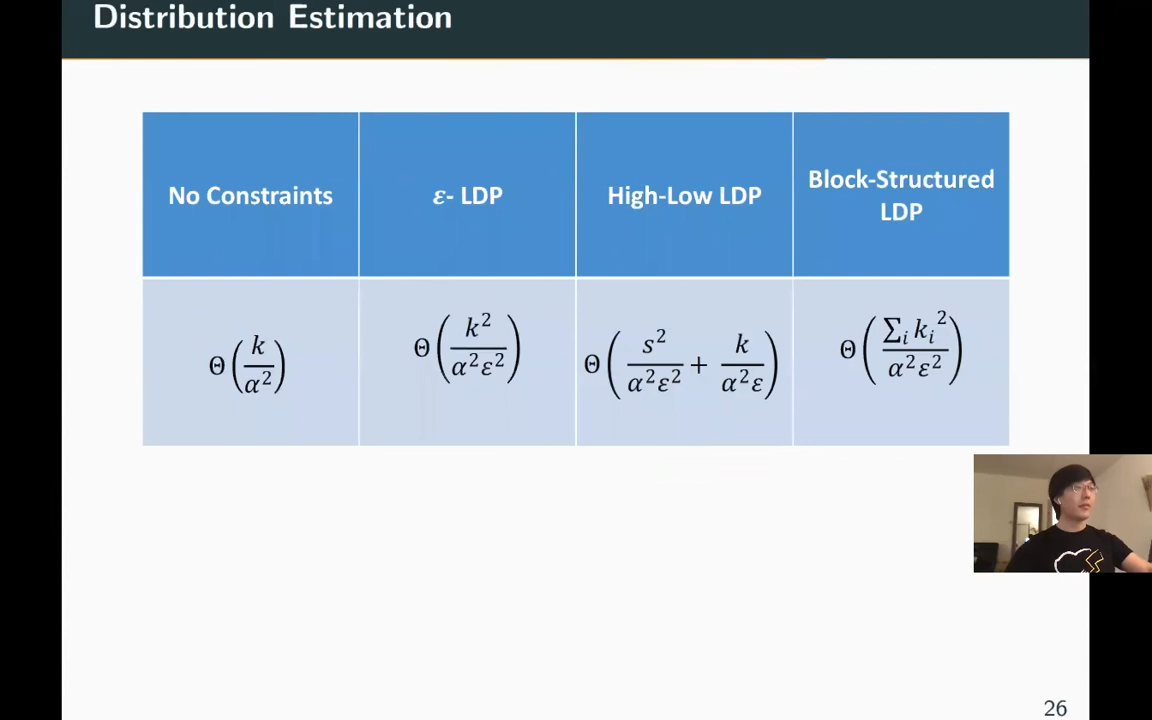 Distribution Estimation
No Constraints
ε- LDP
High-Low LDP
Block-Structured
LDP
Θ(k/α²)
Θ(k²/α²ε²)
Θ(s²/α²ε² + k/α²ε)
Θ(∑ᵢ kᵢ²/α²ε²)
26